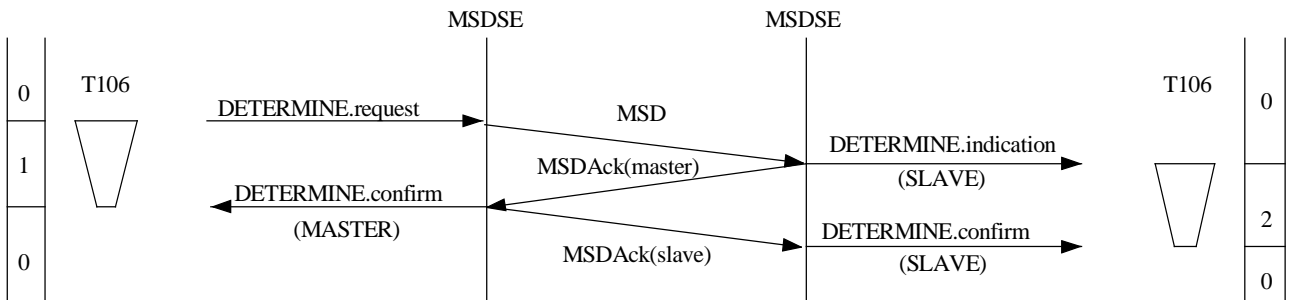 MSDSE MSDSE
T106 T106
0 0
DETERMINE.request MSD
DETERMINE.indication
1 MSDAck(master)
(SLAVE)
DETERMINE.confirm
(MASTER) DETERMINE.confirm 2
MSDAck(slave)
0 (SLAVE)
0